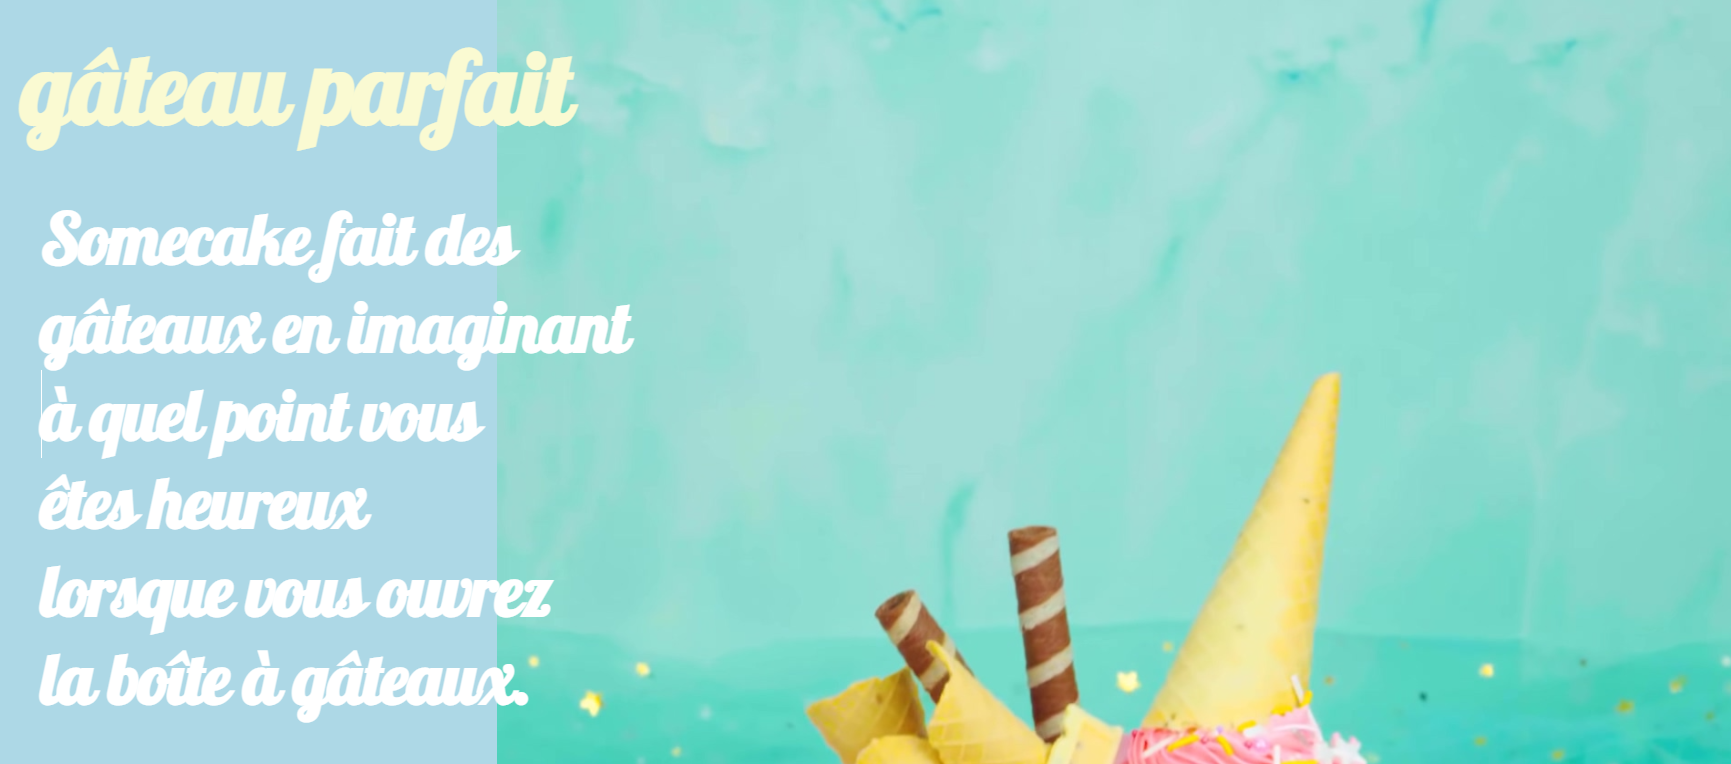 gâteau parfait
Somecake fait des
gâteaux en imaginant
à quel point vous
êtes heureux
lorsque vous ouvrez
la boîte à gâteaux.